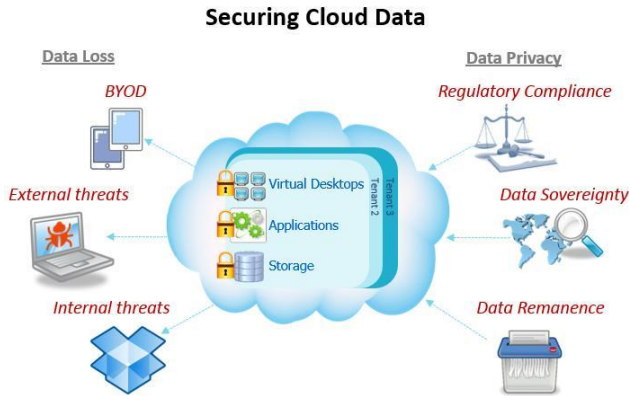 Securing Cloud Data
Data Loss
Data Privacy
BYOD
Regulatory Compliance
External threats
Data Sovereignty
Internal threats
Data Remanence
Virtual Desktops
Applications
Storage
Tenant 2
Tenant 3